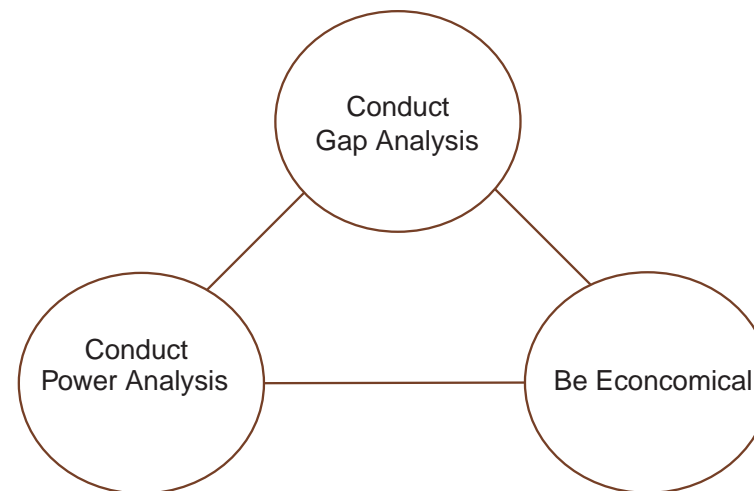 Conduct
Gap Analysis
Conduct
Power Analysis
Be Econcomical